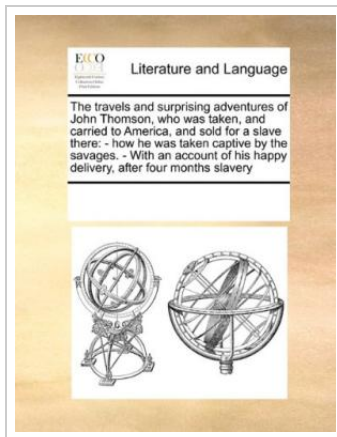 ECCO
Literature and Language
The travels and surprising adventures of
John Thomson, who was taken, and
carried to America, and sold for a slave
there: - how he was taken captive by the
savages. - With an account of his happy
delivery, after four months slavery